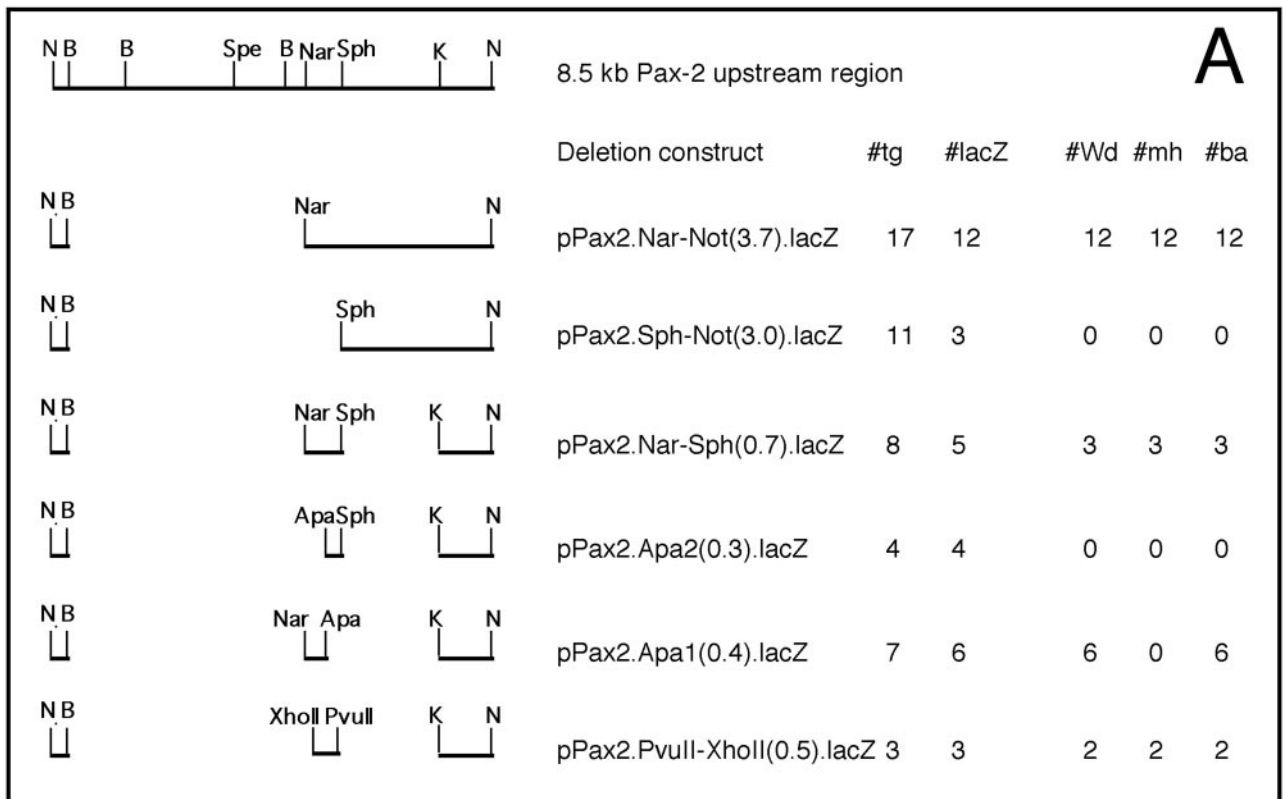 A
N B B Spe B Nar Sph K N
8.5 kb Pax-2 upstream region
Deletion construct #tg #lacZ #Wd #mh #ba
N B Nar N
pPax2.Nar-Not(3.7).lacZ 17 12 12 12 12
N B Sph N
pPax2.Sph-Not(3.0).lacZ 11 3 0 0 0
N B Nar Sph K N
pPax2.Nar-Sph(0.7).lacZ 8 5 3 3 3
N B Apa Sph K N
pPax2.Apa2(0.3).lacZ 4 4 0 0 0
N B Nar Apa K N
pPax2.Apa1(0.4).lacZ 7 6 6 0 6
N B XhoII PvuII K N
pPax2.PvuII-XhoII(0.5).lacZ 3 3 2 2 2